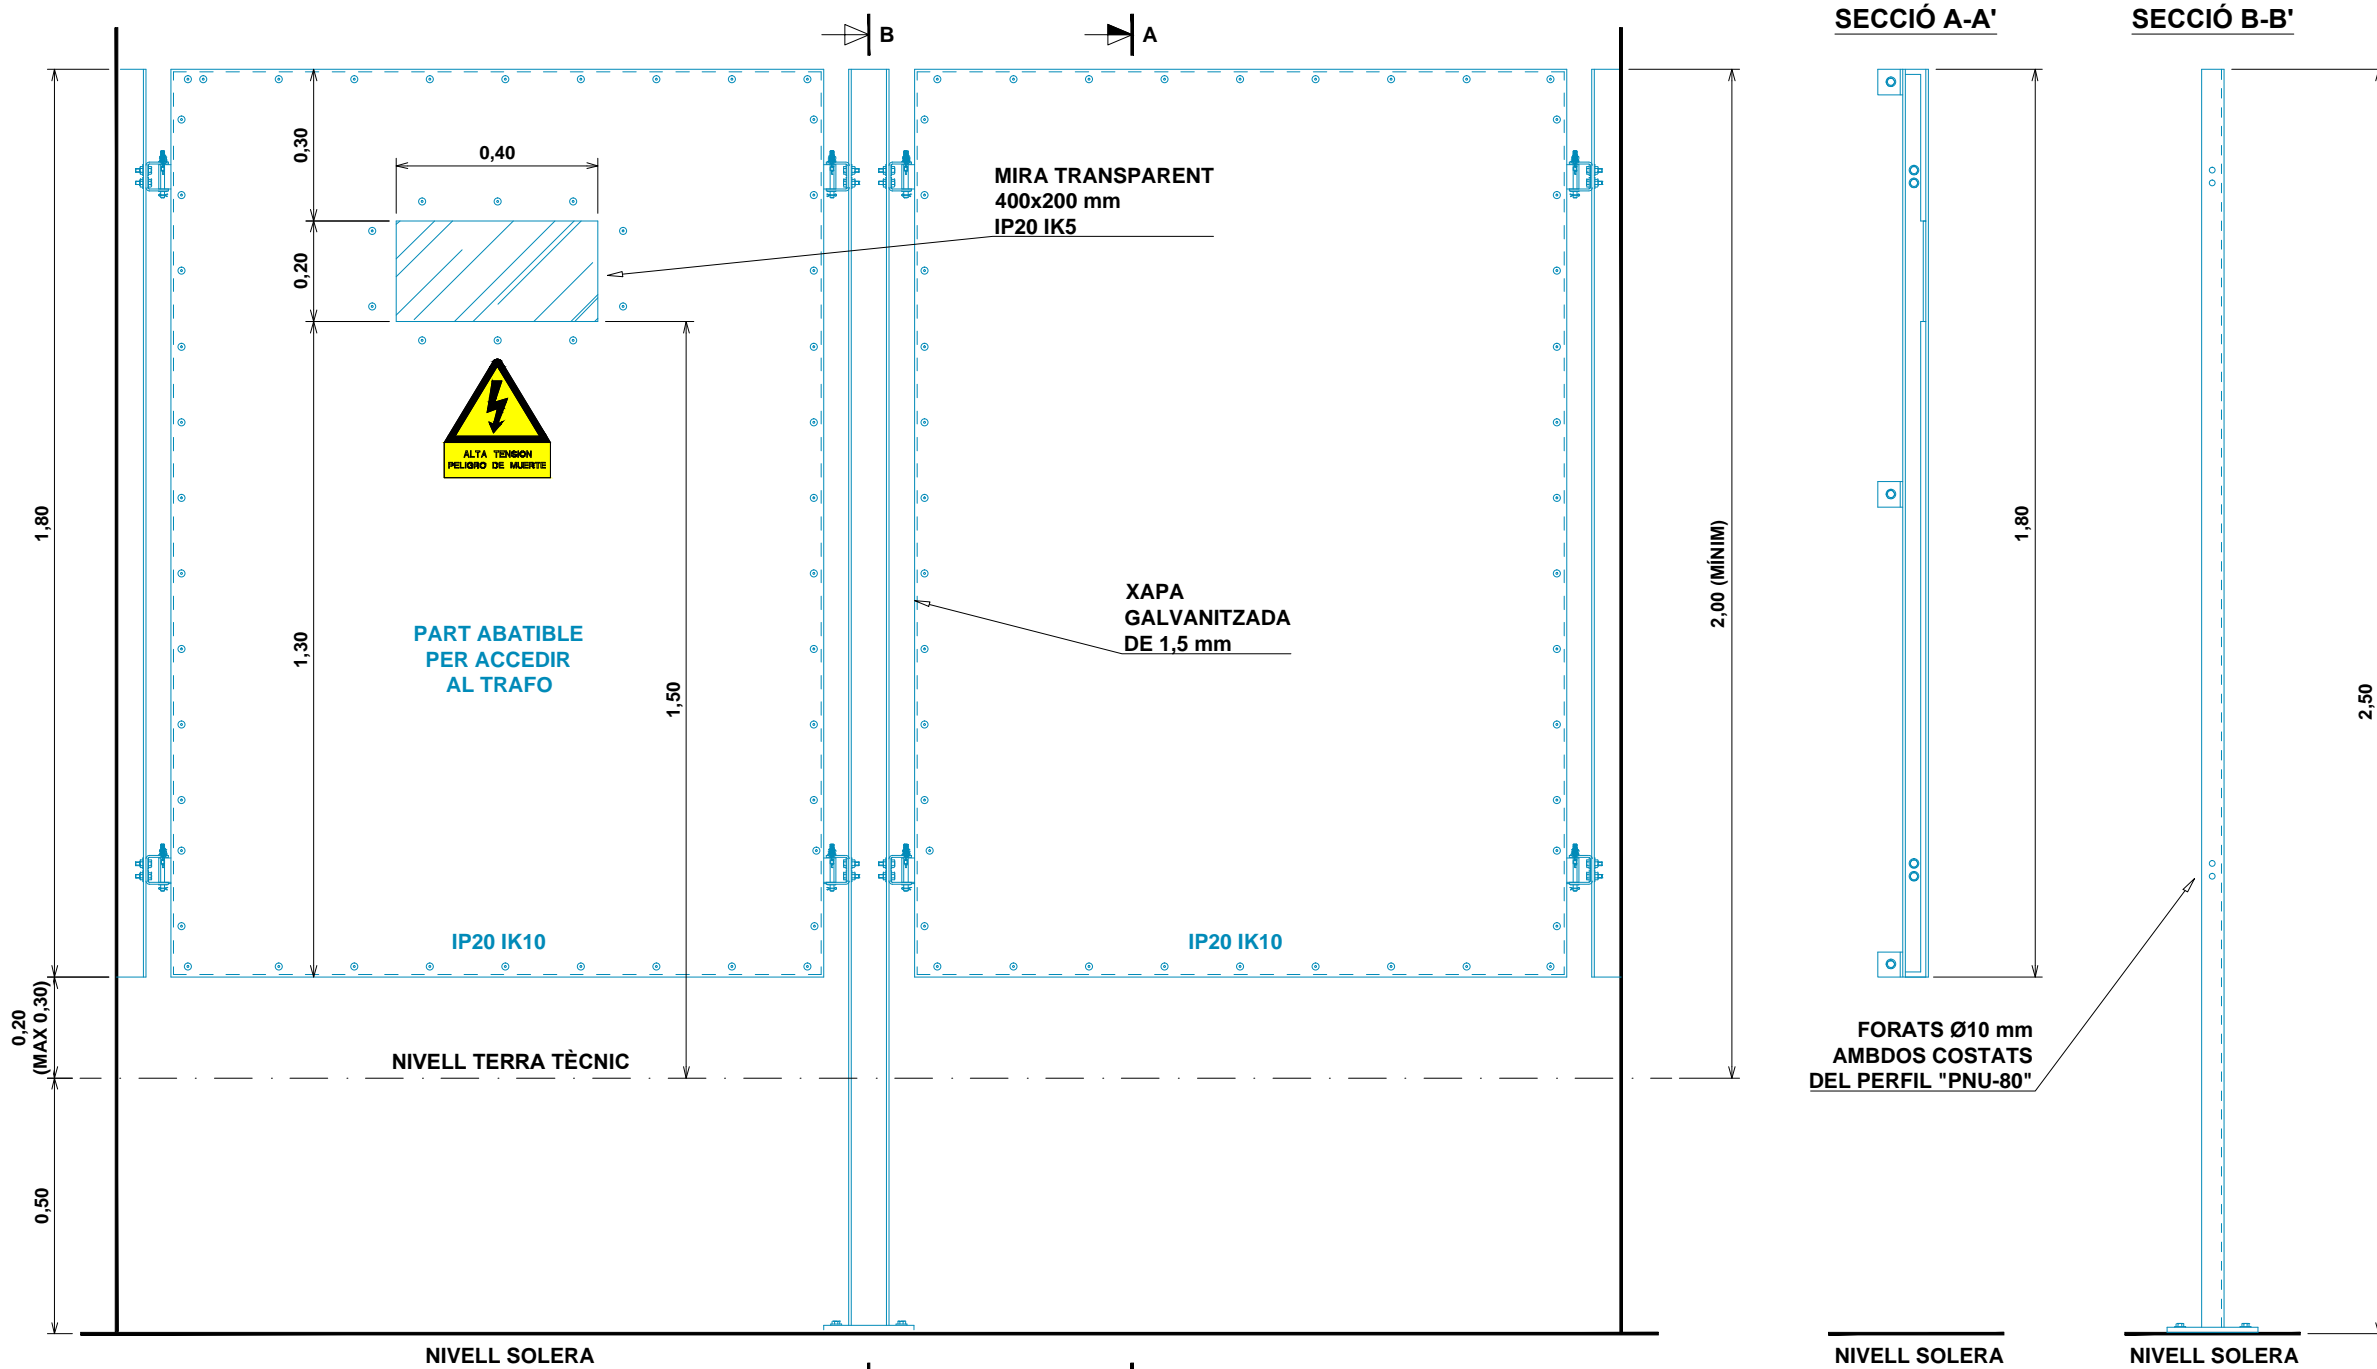 B
A
SECCIÓ A-A'
SECCIÓ B-B'
0,30
0,40
MIRA TRANSPARENT
400x200 mm
IP20 IK5
0,20
ALTA TENSION
PELIGRO DE MUERTE
1,80
2,00 (MÍNIM)
1,80
XAPA
GALVANITZADA
DE 1,5 mm
PART ABATIBLE
PER ACCEDIR
AL TRAFO
1,30
1,50
2,50
IP20 IK10
IP20 IK10
0,20
(MAX 0,30)
NIVELL TERRA TÈCNIC
FORATS Ø10 mm
AMBDOS COSTATS
DEL PERFIL "PNU-80"
0,50
NIVELL SOLERA
NIVELL SOLERA
NIVELL SOLERA